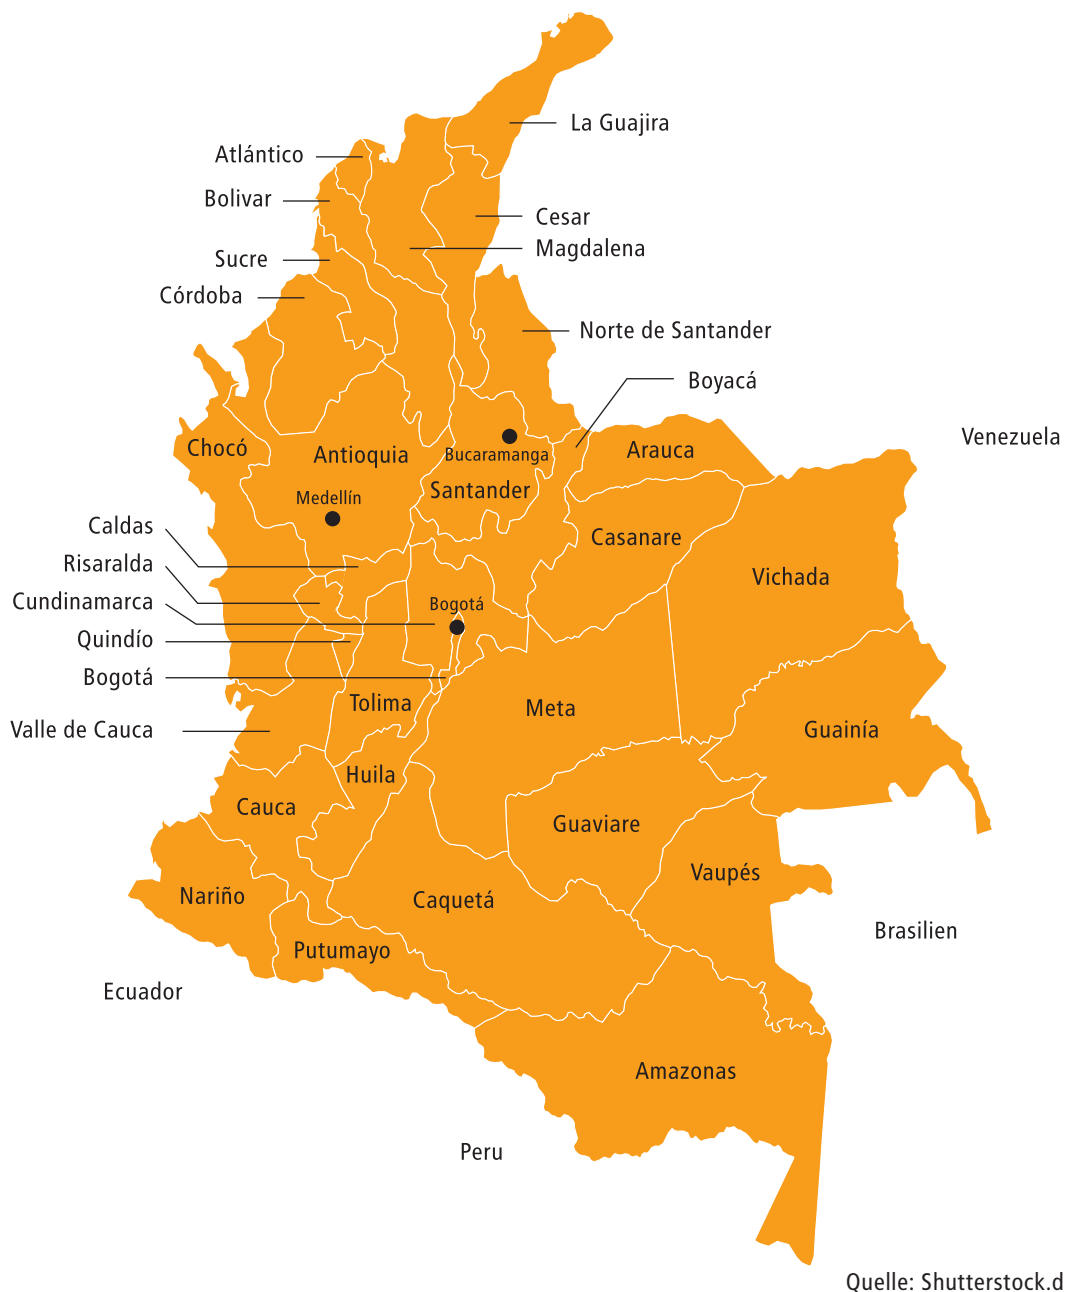 La Guajira
Atlántico
Bolivar
Cesar
Magdalena
Sucre
Córdoba
Norte de Santander
Boyacá
Venezuela
Chocó
Antioquia
Bucaramanga
Arauca
Santander
Medellín
Caldas
Casanare
Risaralda
Vichada
Cundinamarca
Bogotá
Quindío
Bogotá
Tolima
Meta
Valle de Cauca
Guainía
Huila
Cauca
Guaviare
Vaupés
Nariño
Caquetá
Brasilien
Putumayo
Ecuador
Amazonas
Peru
Quelle: Shutterstock.d